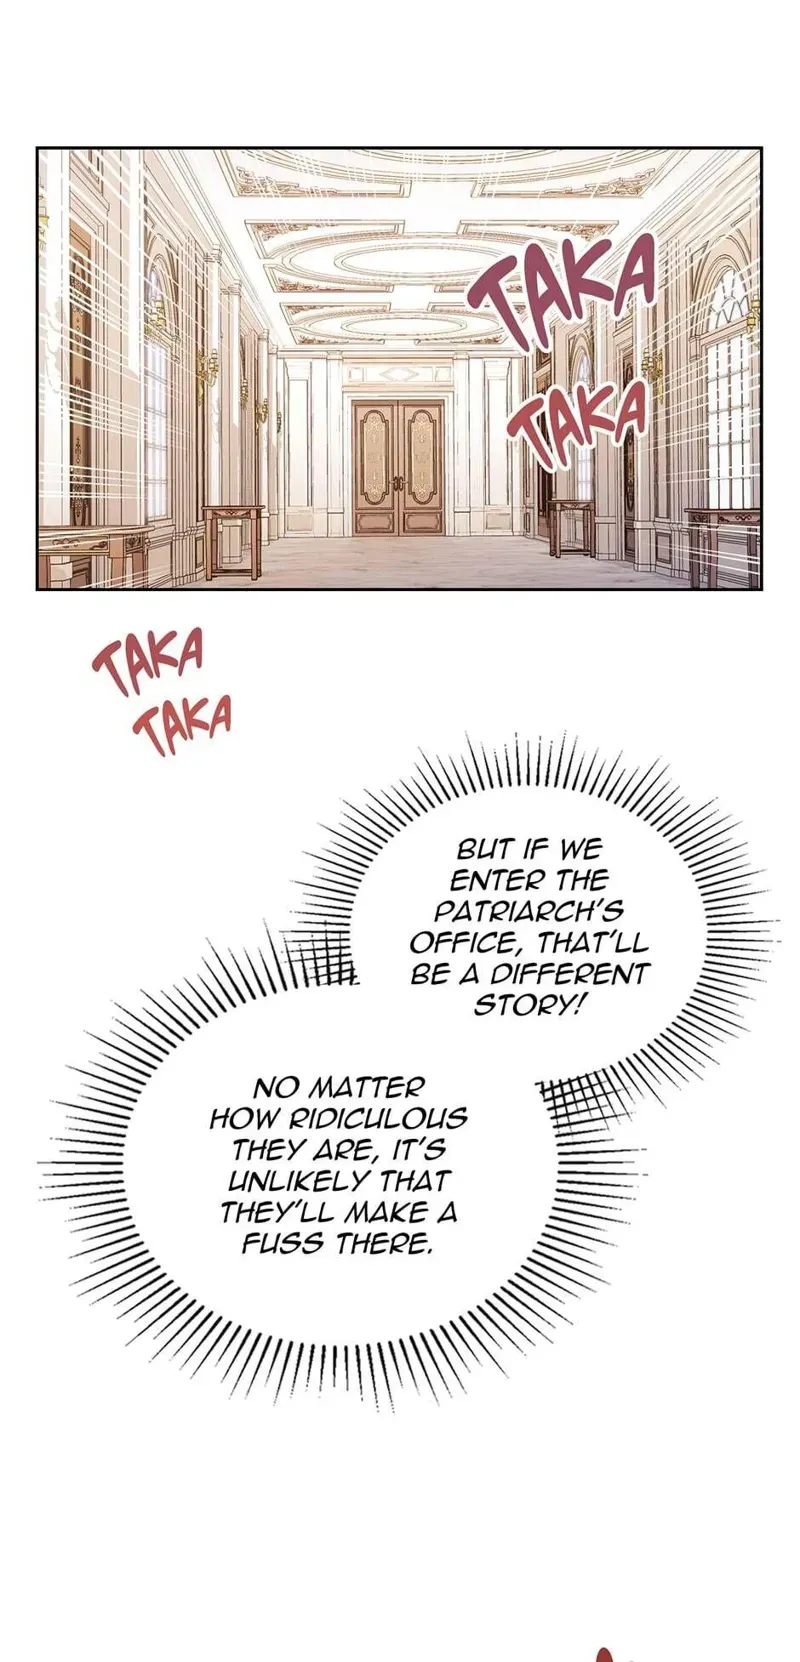 TAKA
TAKA
TAKA
TAKA
BUT IF WE
ENTER THE
PATRIARCH'S
OFFICE, THAT'LL
BE A DIFFERENT
STORY!
NO MATTER
HOW RIDICULOUS
THEY ARE, IT'S
UNLIKELY THAT
THEY'LL MAKE A
FUSS THERE.